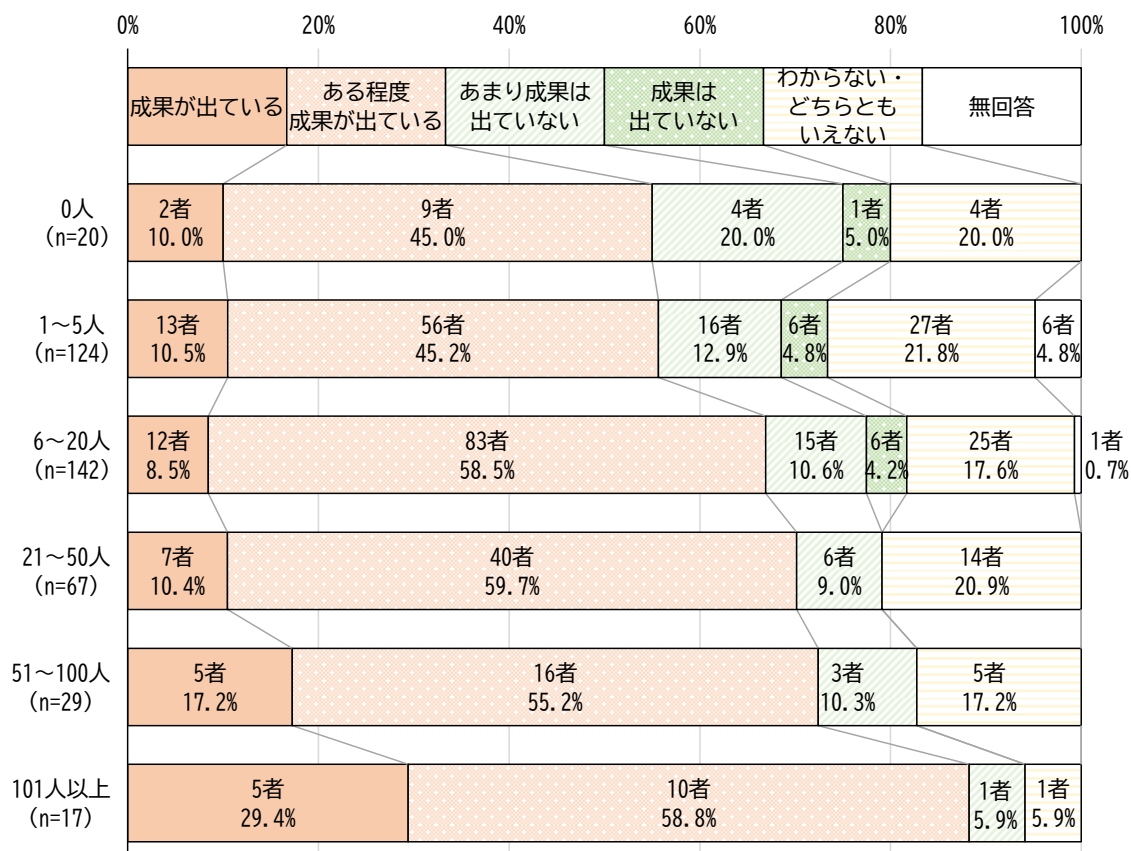 0% 20% 40% 60% 80% 100%
成果が出ている
ある程度
成果が出ている
あまり成果は
出ていない
成果は
出ていない
わからない・
どちらとも
いえない
無回答
0人
(n=20)
2者
10.0%
9者
45.0%
4者
20.0%
1者
5.0%
4者
20.0%
1～5人
(n=124)
13者
10.5%
56者
45.2%
16者
12.9%
6者
4.8%
27者
21.8%
6者
4.8%
6～20人
(n=142)
12者
8.5%
83者
58.5%
15者
10.6%
6者
4.2%
25者
17.6%
1者
0.7%
21～50人
(n=67)
7者
10.4%
40者
59.7%
6者
9.0%
14者
20.9%
51～100人
(n=29)
5者
17.2%
16者
55.2%
3者
10.3%
5者
17.2%
101人以上
(n=17)
5者
29.4%
10者
58.8%
1者
5.9%
1者
5.9%